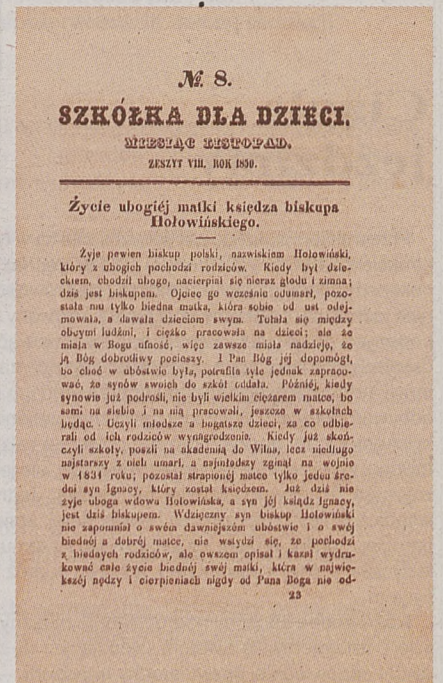 №. 8.
SZKÓŁKA DLA DZIECI.
MIESIĄC LISTOPAD.
ZESZYT VIII. ROK 1850.
Życie ubogiéj matki księdza biskupa
Hołowińskiego.
Żyje pewien biskup polski, nazwiskiem Hołowiński,
który z ubogich pochodzi rodziców. Kiedy był dzie-
ckiem, chodził ubogo, nacierpiał się nieraz głodu i zimna;
dziś jest biskupem. Ojciec go wcześnie odumarł, pozo-
stała mu tylko biedna matka, która sobie od ust odej-
mowała, a dawała dzieciom swym. Tułała się między
obcymi ludźmi, i ciężko pracowała na dzieci; ale że
miała w Bogu ufność, więc zawsze miała nadzieję, że
ją Bóg dobrotliwy pocieszy. I Pan Bóg jéj dopomógł,
bo choć w ubóstwie była, potrafiła tyle jednak zapraco-
wać, że synów swoich do szkół oddała. Późniéj, kiedy
synowie już podrośli, nie byli wielkim ciężarem matce, bo
sami na siebie i na nią pracowali, jeszcze w szkołach
będąc. Uczyli młodsze a bogatsze dzieci, za co odbie-
rali od ich rodziców wynagrodzenie. Kiedy już skoń-
czyli szkoły, poszli na akademią do Wilna, lecz niedługo
najstarszy z nich umarł, a najmłodszy zginął na wojnie
w 1831 roku; pozostał strapionéj matce tylko jeden śre-
dni syn Ignacy, który został księdzem. Już dziś nie
żyje uboga wdowa Hołowińska, a syn jéj ksiądz Ignacy,
jest dziś biskupem. Wdzięczny syn biskup Hołowiński
nie zapomniał o swém dawniejszém ubóstwie i o swéj
biednéj a dobréj matce, nie wstydzi się, że pochodzi
z biednych rodziców, ale owszem opisał i kazał wydru-
kować całe życie biednéj swéj matki, która w najwięk-
kszéj nędzy i cierpieniach nigdy od Pana Boga nie od-
23